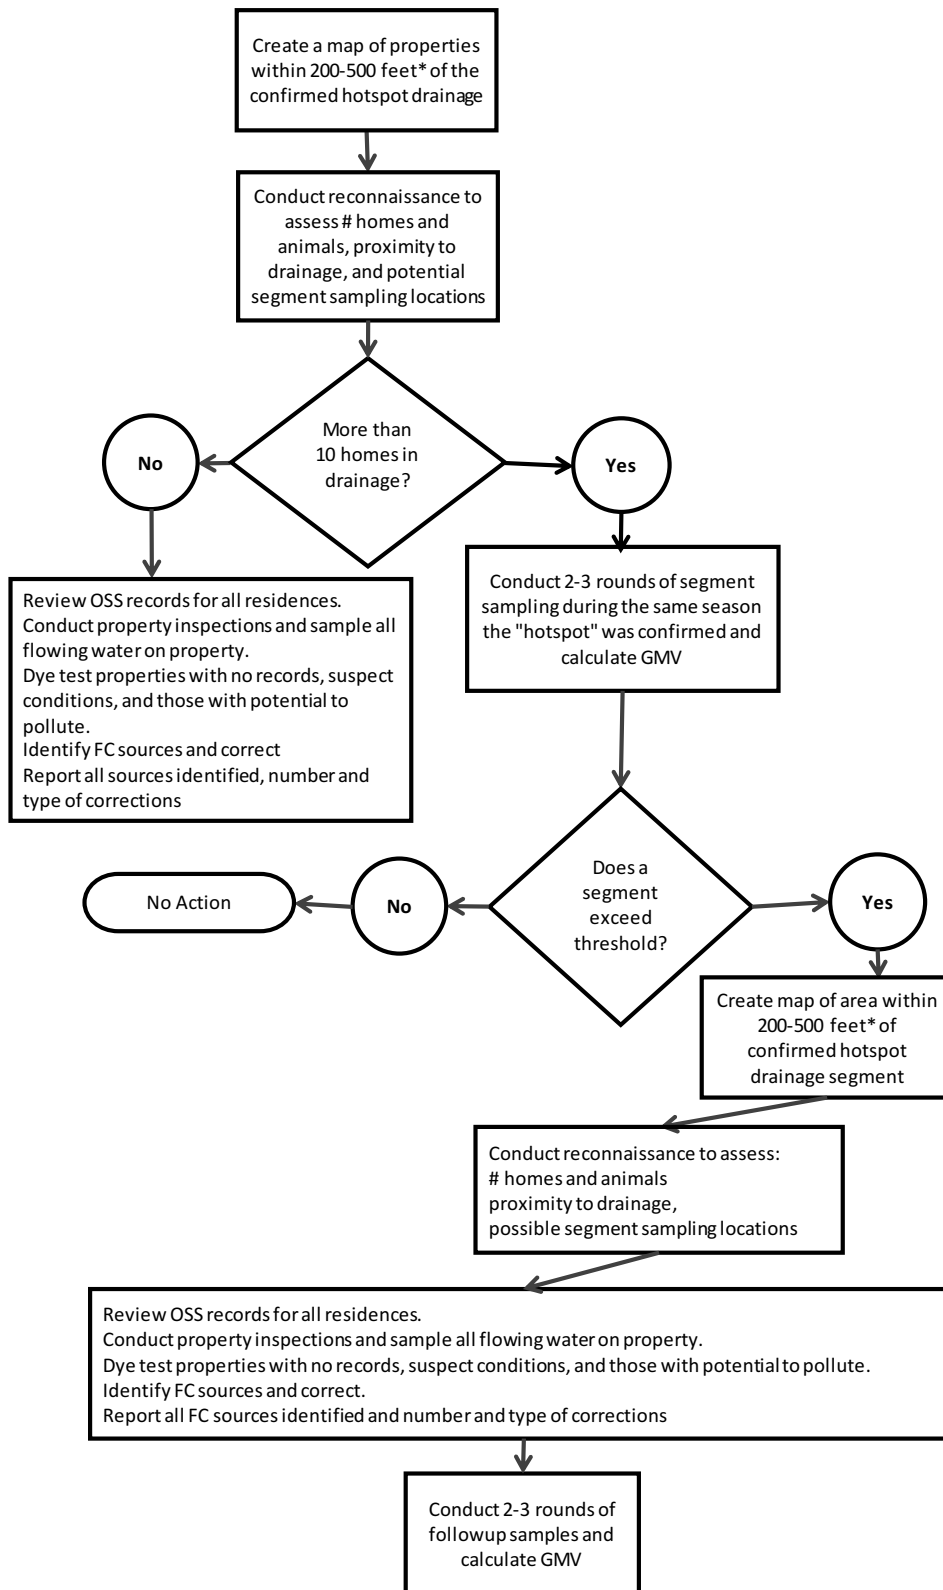 Create a map of properties
within 200-500 feet* of the
confirmed hotspot drainage
Conduct reconnaissance to
assess # homes and
animals, proximity to
drainage, and potential
segment sampling locations
More than
10 homes in
drainage?
No
Yes
Review OSS records for all residences.
Conduct property inspections and sample all
flowing water on property.
Dye test properties with no records, suspect
conditions, and those with potential to
pollute.
Identify FC sources and correct
Report all sources identified, number and
type of corrections
Conduct 2-3 rounds of segment
sampling during the same season
the "hotspot" was confirmed and
calculate GMV
Does a
segment
exceed
threshold?
No
No Action
Yes
Create map of area within
200-500 feet* of
confirmed hotspot
drainage segment
Conduct reconnaissance to assess:
# homes and animals
proximity to drainage,
possible segment sampling locations
Review OSS records for all residences.
Conduct property inspections and sample all flowing water on property.
Dye test properties with no records, suspect conditions, and those with potential to pollute.
Identify FC sources and correct.
Report all FC sources identified and number and type of corrections
Conduct 2-3 rounds of
followup samples and
calculate GMV